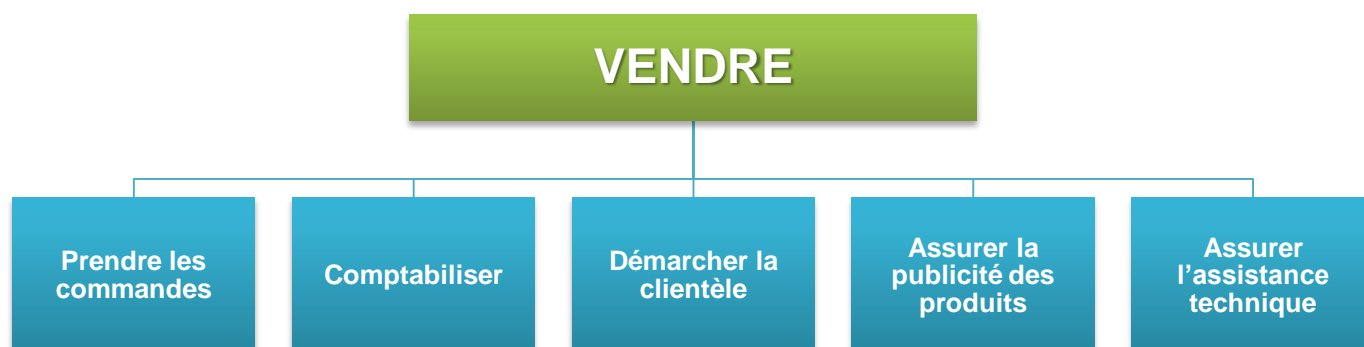 VENDRE
Prendre les
commandes
Comptabiliser
Démarcher la
clientèle
Assurer la
publicité des
produits
Assurer
l’assistance
technique